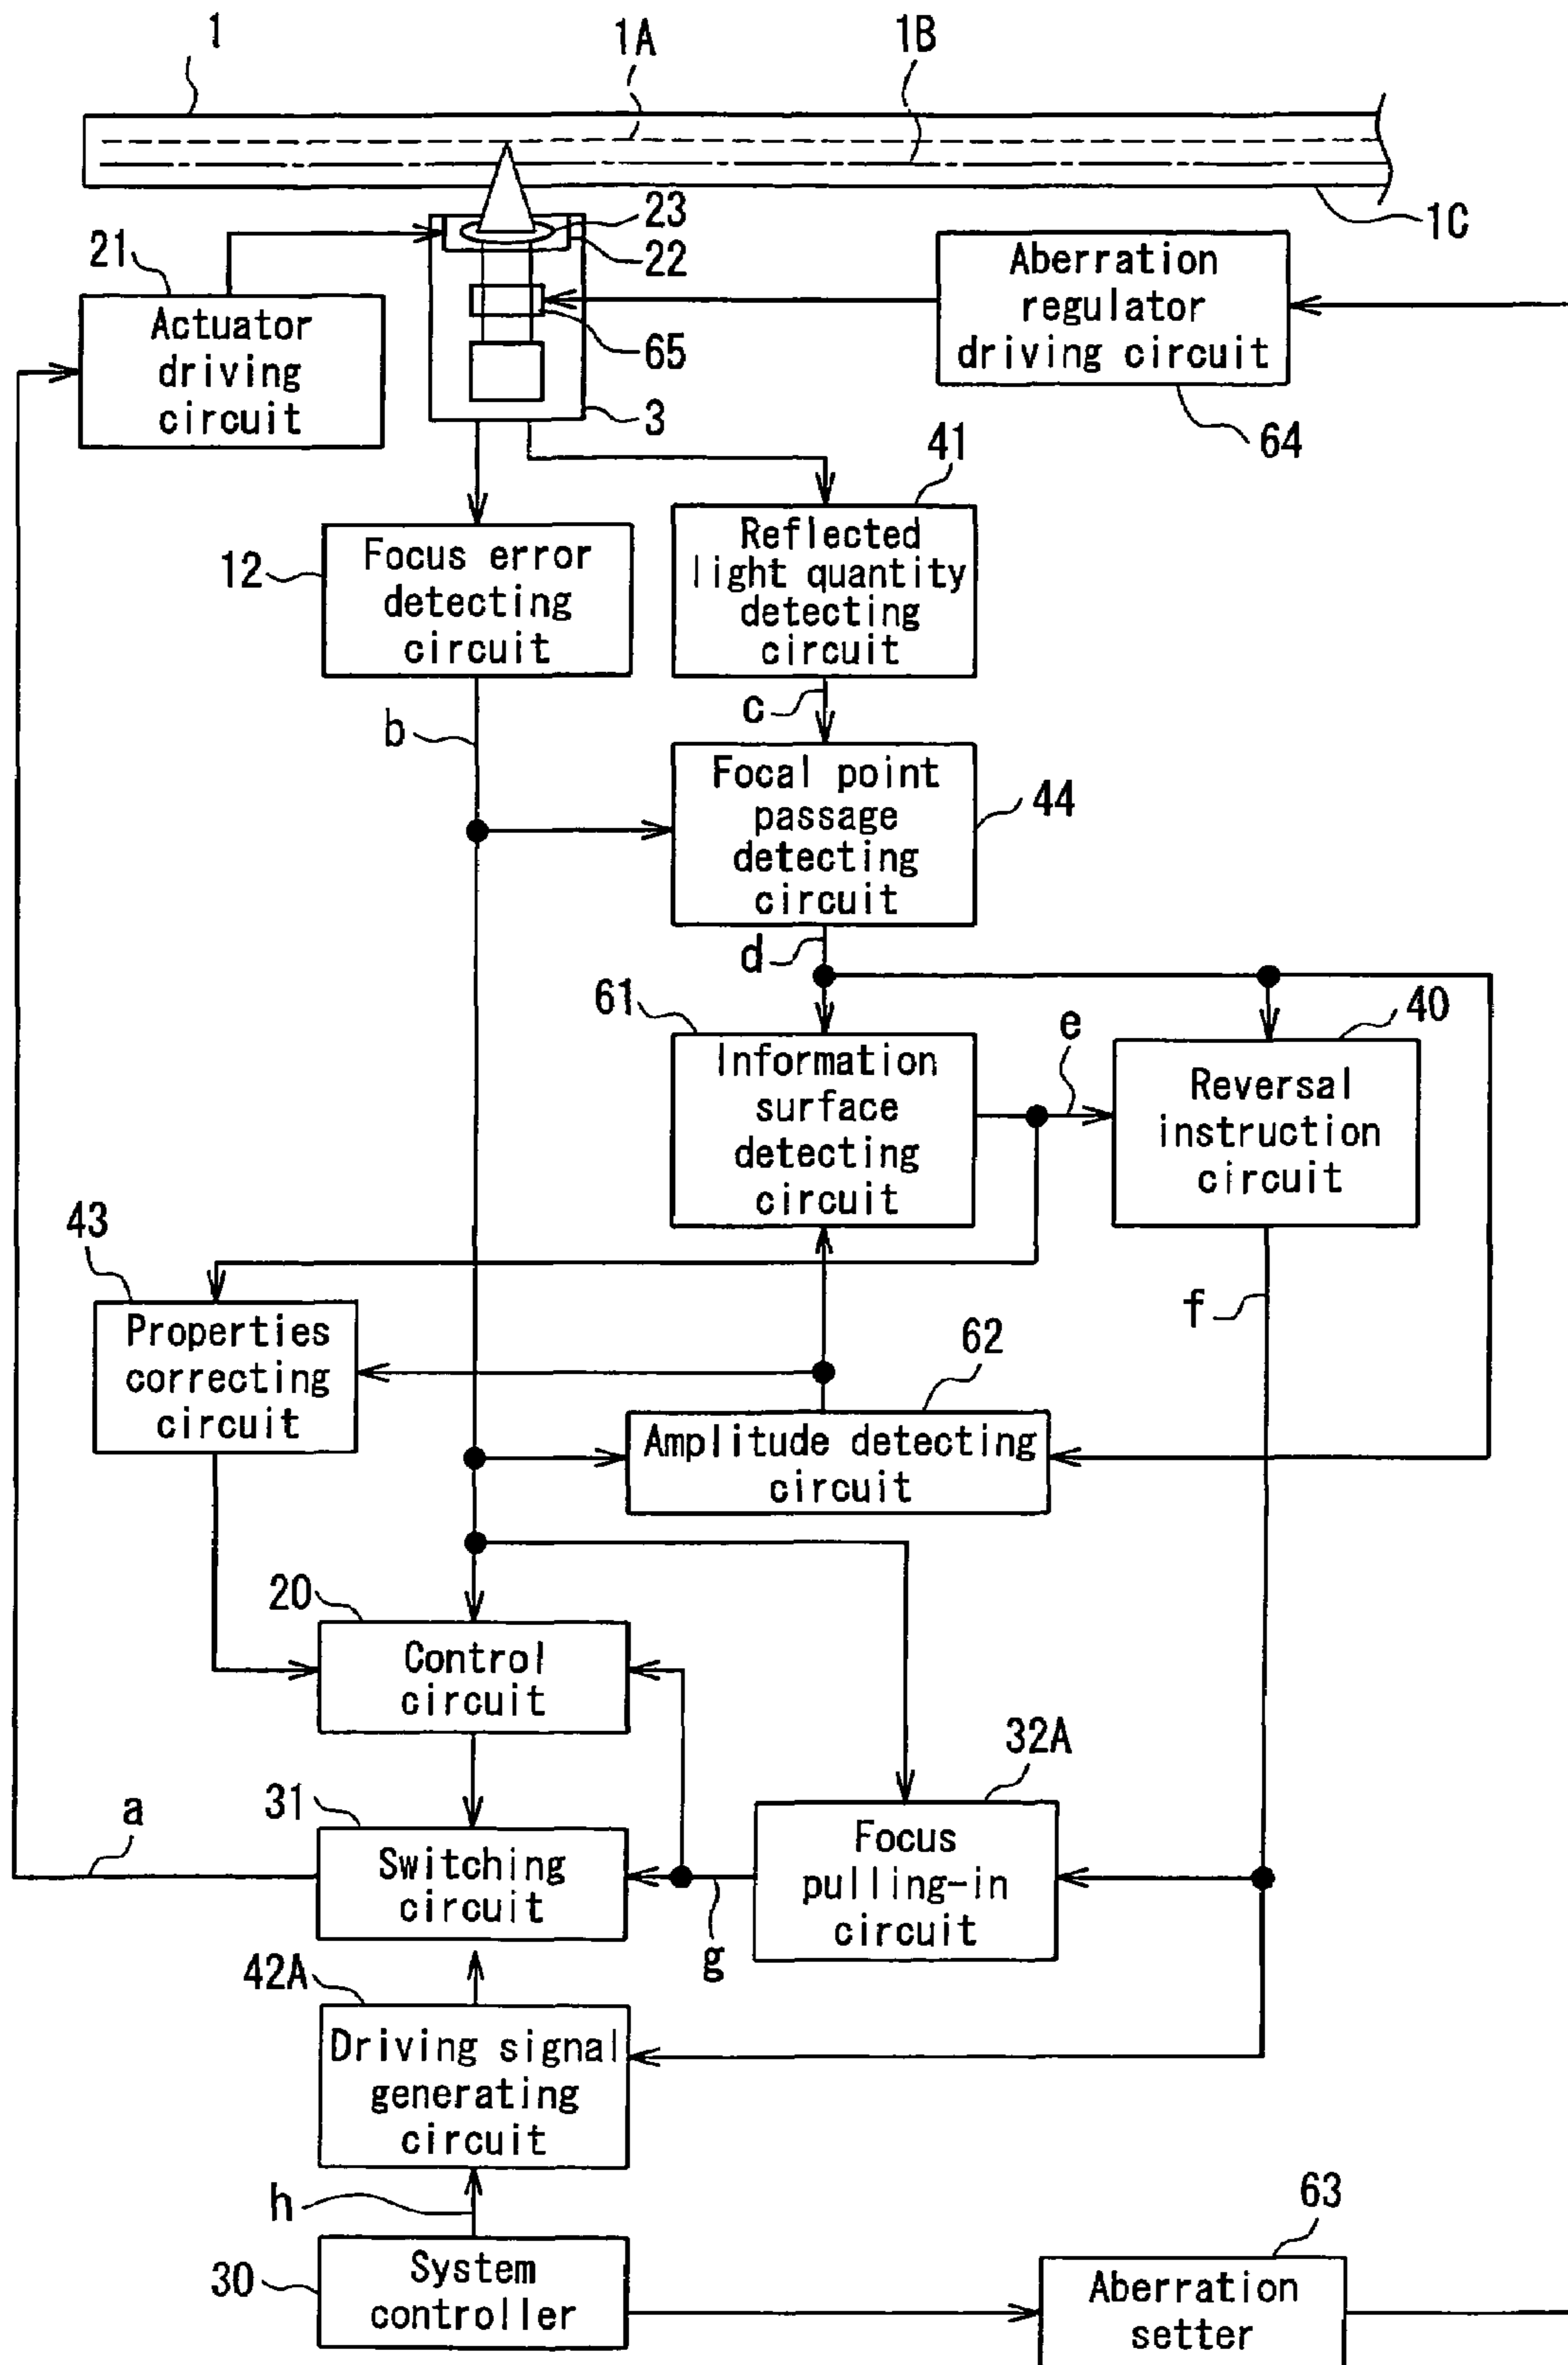 1
1A
1B
1C
23
22
21
Actuator
driving
circuit
65
3
Aberration
regulator
driving circuit
64
41
12
Focus error
detecting
circuit
Reflected
light quantity
detecting
circuit
b
c
Focal point
passage
detecting
circuit
44
d
61
Information
surface
detecting
circuit
e
40
Reversal
instruction
circuit
43
Properties
correcting
circuit
f
62
Amplitude detecting
circuit
20
Control
circuit
32A
Focus
pulling-in
circuit
31
Switching
circuit
a
g
42A
Driving signal
generating
circuit
h
30
System
controller
63
Aberration
setter